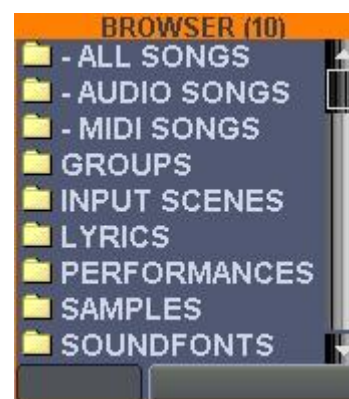 BROWSER (10)
- ALL SONGS
- AUDIO SONGS
- MIDI SONGS
GROUPS
INPUT SCENES
LYRICS
PERFORMANCES
SAMPLES
SOUNDFONTS